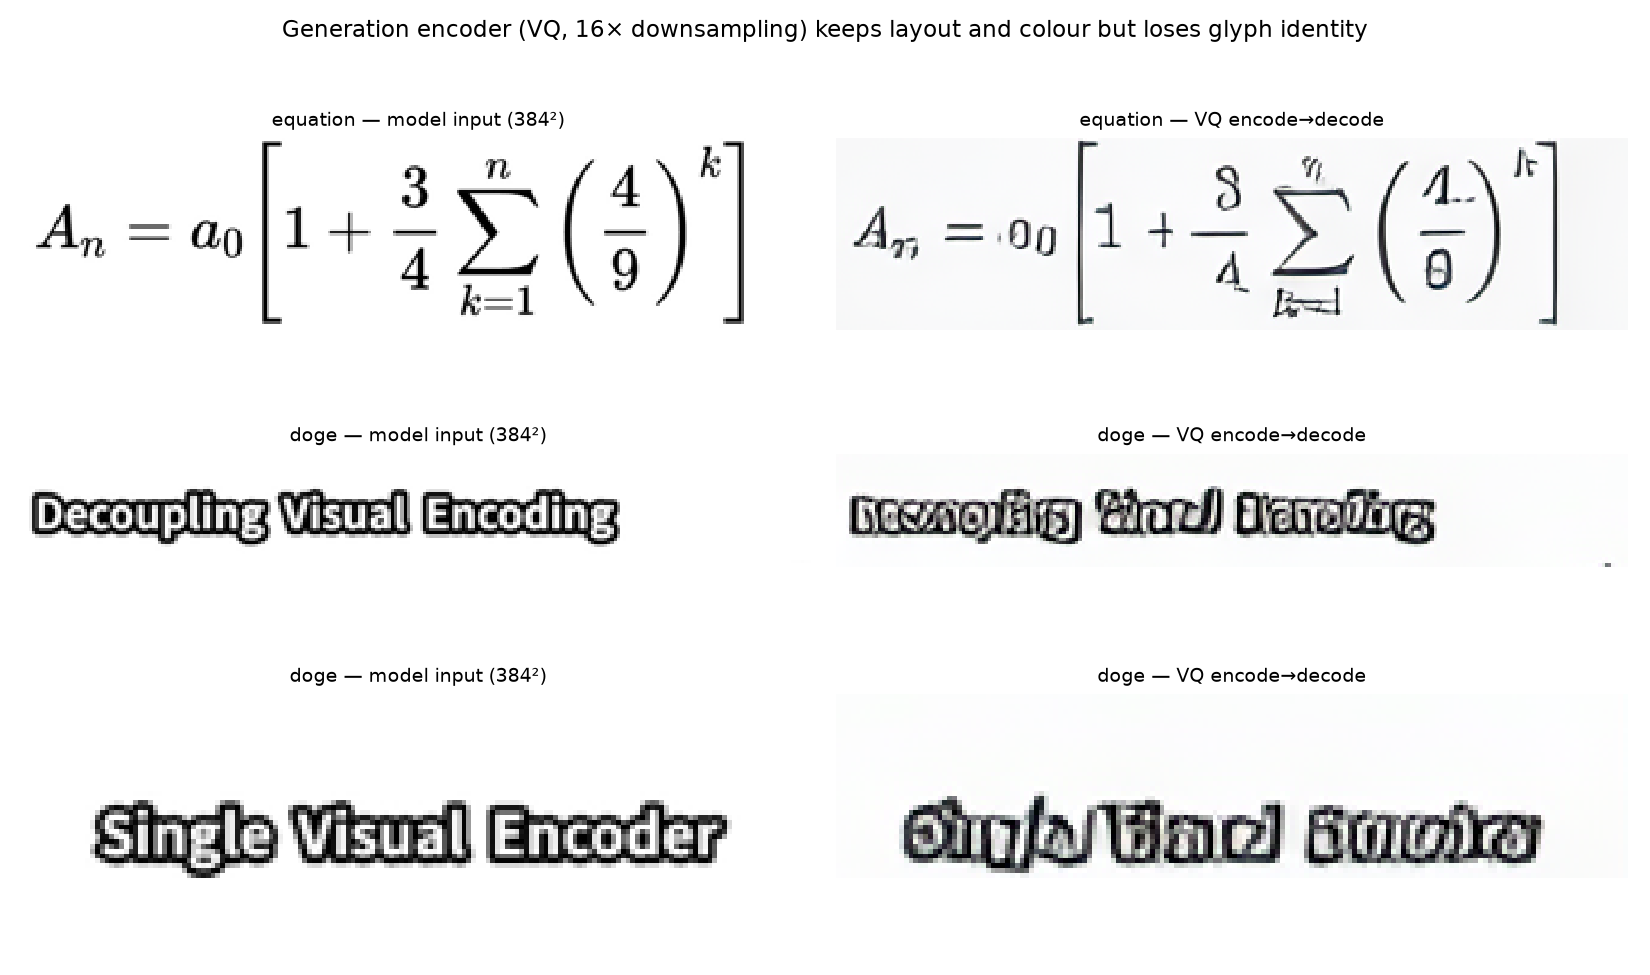 Generation encoder (VQ, 16× downsampling) keeps layout and colour but loses glyph identity
equation — model input (384²)
equation — VQ encode→decode
A_n = a_0 [1 + 3/4 ∑_{k=1}^{n} (4/9)^k]
doge — model input (384²)
doge — VQ encode→decode
Decoupling Visual Encoding
doge — model input (384²)
doge — VQ encode→decode
Single Visual Encoder